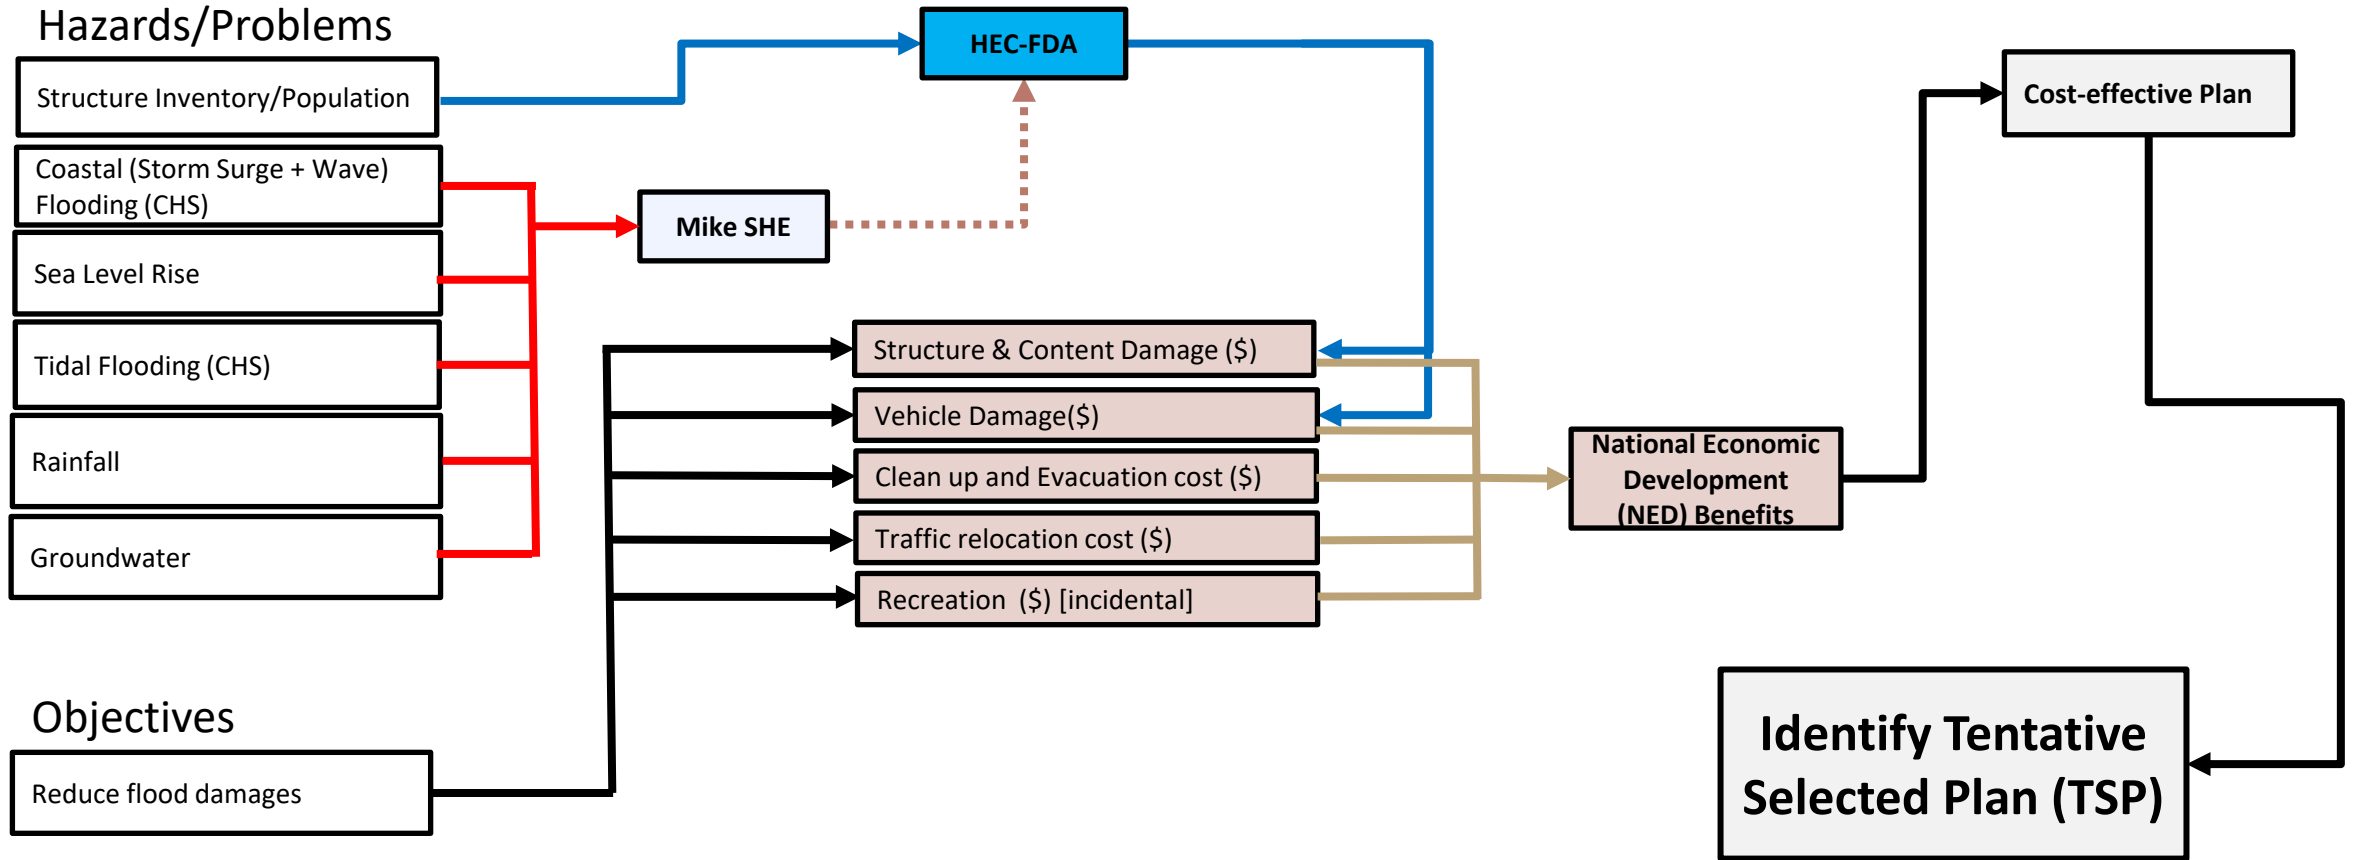 Hazards/Problems
Structure Inventory/Population
Coastal (Storm Surge + Wave)
Flooding (CHS)
Sea Level Rise
Tidal Flooding (CHS)
Rainfall
Groundwater
Objectives
Reduce flood damages
HEC-FDA
Mike SHE
Structure & Content Damage ($)
Vehicle Damage($)
Clean up and Evacuation cost ($)
Traffic relocation cost ($)
Recreation  ($) [incidental]
National Economic
Development
(NED) Benefits
Cost-effective Plan
Identify Tentative
Selected Plan (TSP)